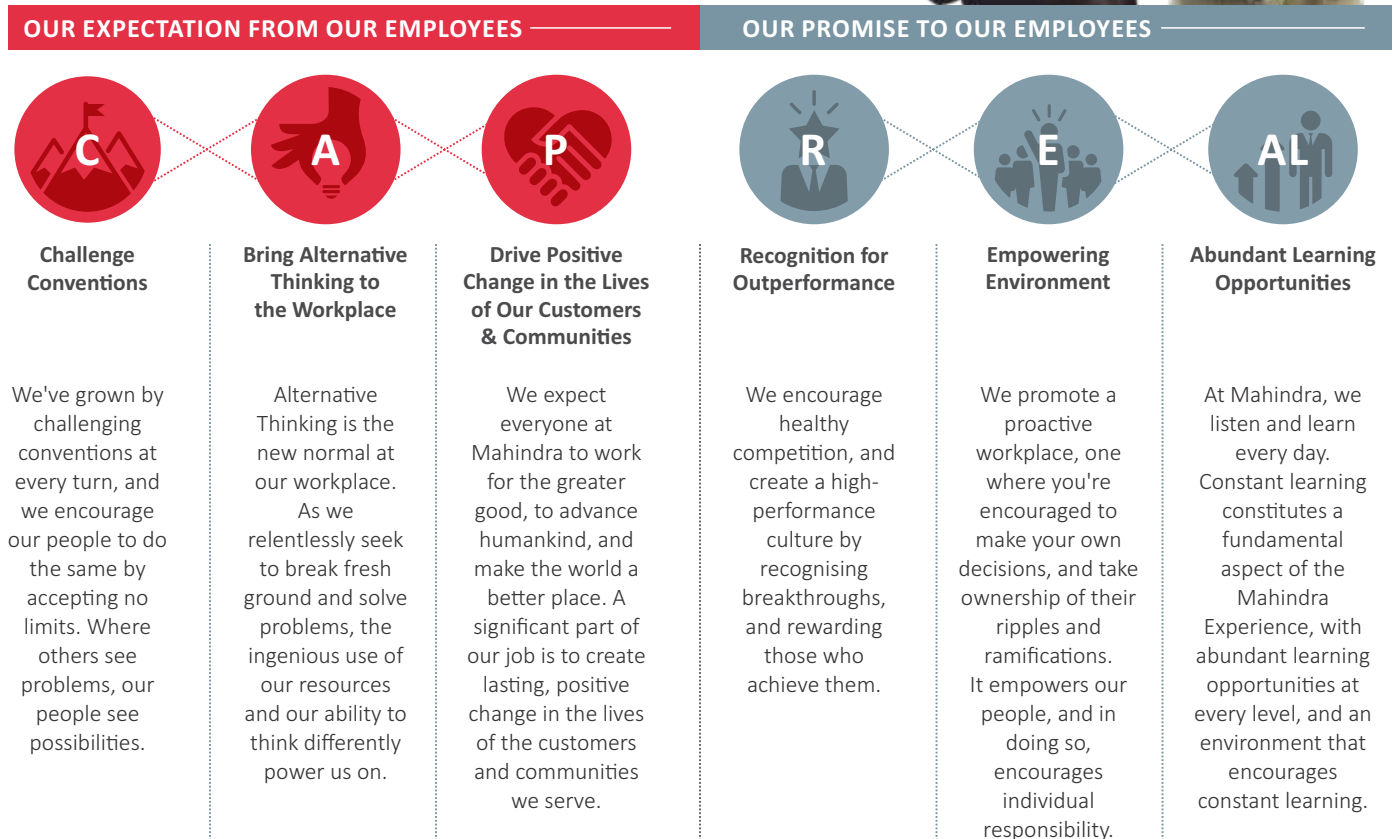 OUR EXPECTATION FROM OUR EMPLOYEES
OUR PROMISE TO OUR EMPLOYEES
C
A
P
R
E
AL
Challenge
Conventions
Bring Alternative
Thinking to
the Workplace
Drive Positive
Change in the Lives
of Our Customers
& Communities
Recognition for
Outperformance
Empowering
Environment
Abundant Learning
Opportunities
We've grown by
challenging
conventions at
every turn, and
we encourage
our people to do
the same by
accepting no
limits. Where
others see
problems, our
people see
possibilities.
Alternative
Thinking is the
new normal at
our workplace.
As we
relentlessly seek
to break fresh
ground and solve
problems, the
ingenious use of
our resources
and our ability to
think differently
power us on.
We expect
everyone at
Mahindra to work
for the greater
good, to advance
humankind, and
make the world a
better place. A
significant part of
our job is to create
lasting, positive
change in the lives
of the customers
and communities
we serve.
We encourage
healthy
competition, and
create a high-
performance
culture by
recognising
breakthroughs,
and rewarding
those who
achieve them.
We promote a
proactive
workplace, one
where you're
encouraged to
make your own
decisions, and take
ownership of their
ripples and
ramifications.
It empowers our
people, and in
doing so,
encourages
individual
responsibility.
At Mahindra, we
listen and learn
every day.
Constant learning
constitutes a
fundamental
aspect of the
Mahindra
Experience, with
abundant learning
opportunities at
every level, and an
environment that
encourages
constant learning.